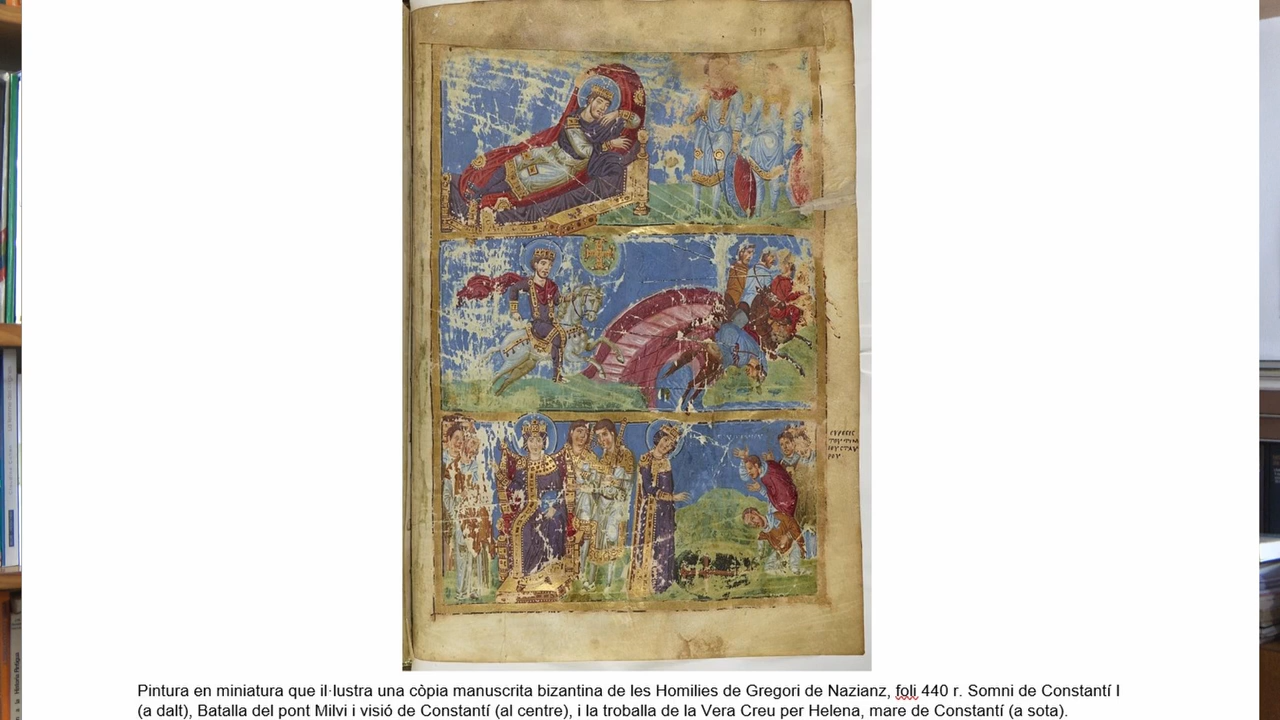 Pintura en miniatura que il·lustra una còpia manuscrita bizantina de les Homilies de Gregori de Nazianz, foli 440 r. Somni de Constantí I
(a dalt), Batalla del pont Milvi i visió de Constantí (al centre), i la troballa de la Vera Creu per Helena, mare de Constantí (a sota).